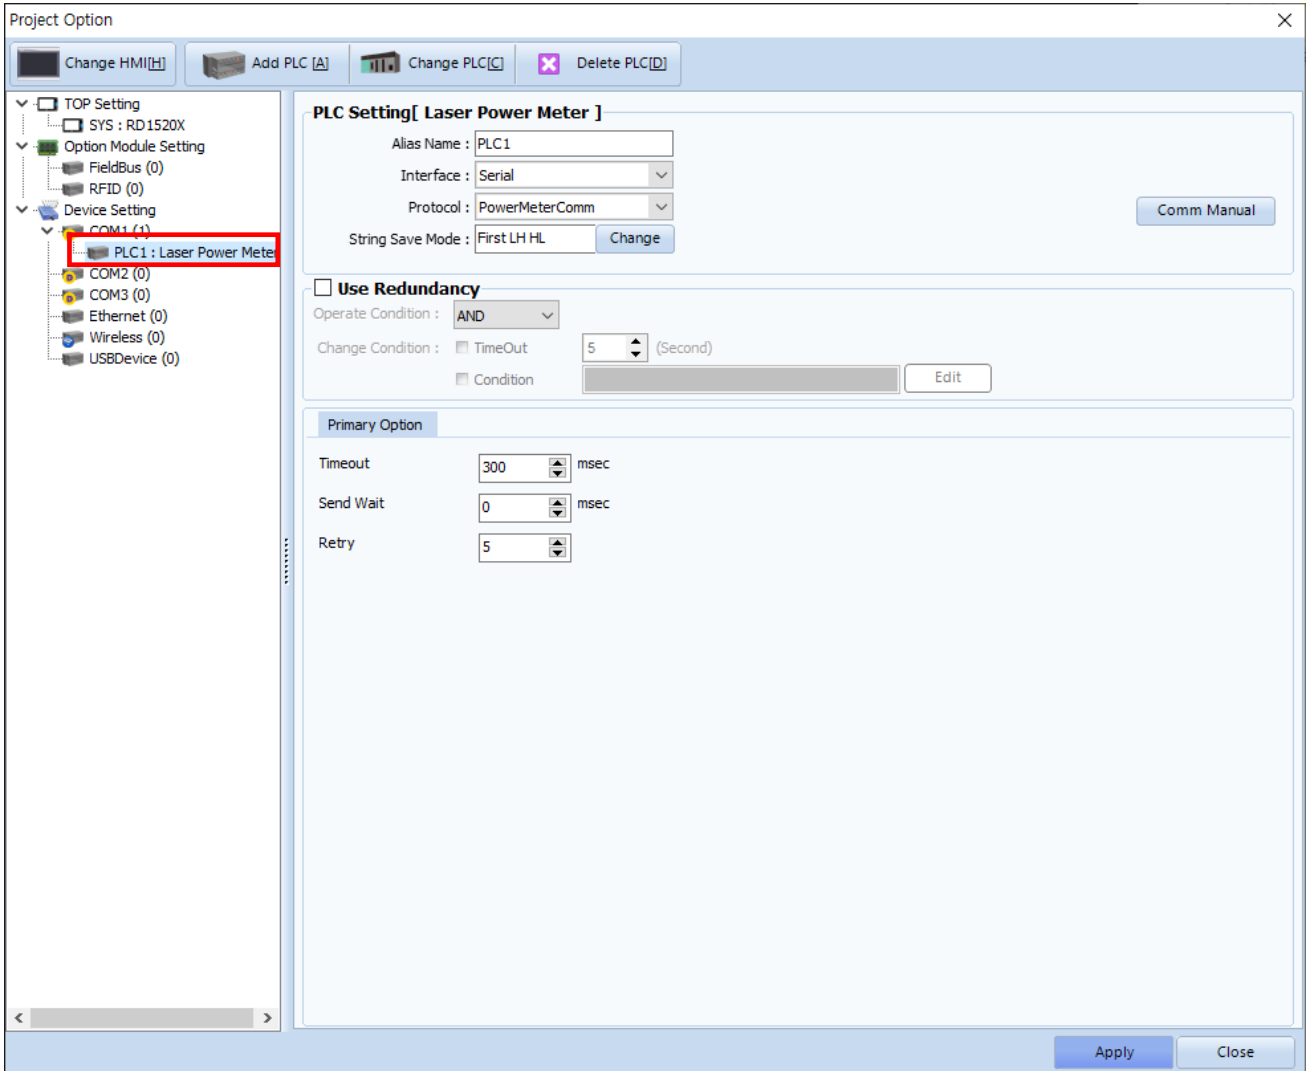 Project Option
Change HMI[H]
Add PLC [A]
Change PLC[C]
Delete PLC[D]
TOP Setting
SYS : RD1520X
Option Module Setting
FieldBus (0)
RFID (0)
Device Setting
COM1 (1)
PLC1 : Laser Power Meter
COM2 (0)
COM3 (0)
Ethernet (0)
Wireless (0)
USBDevice (0)
PLC Setting[ Laser Power Meter ]
Alias Name : PLC1
Interface : Serial
Protocol : PowerMeterComm
Comm Manual
String Save Mode : First LH HL Change
Use Redundancy
Operate Condition : AND
Change Condition : TimeOut 5 (Second)
Condition Edit
Primary Option
Timeout 300 msec
Send Wait 0 msec
Retry 5
Apply Close